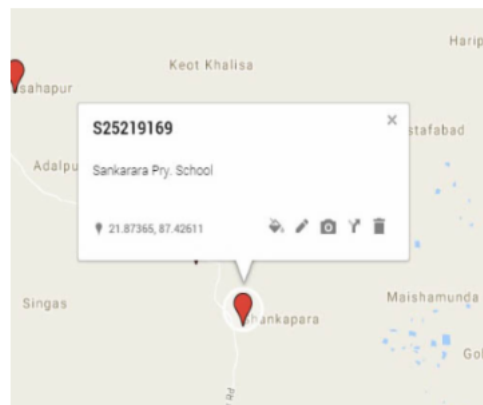 Harip
Keot Khalisa
sahapur
S25219169
×
stafabad
Adalpu
Sankarara Pry. School
21.87365, 87.42611
Singas
Maishamunda
hankapara
Gol